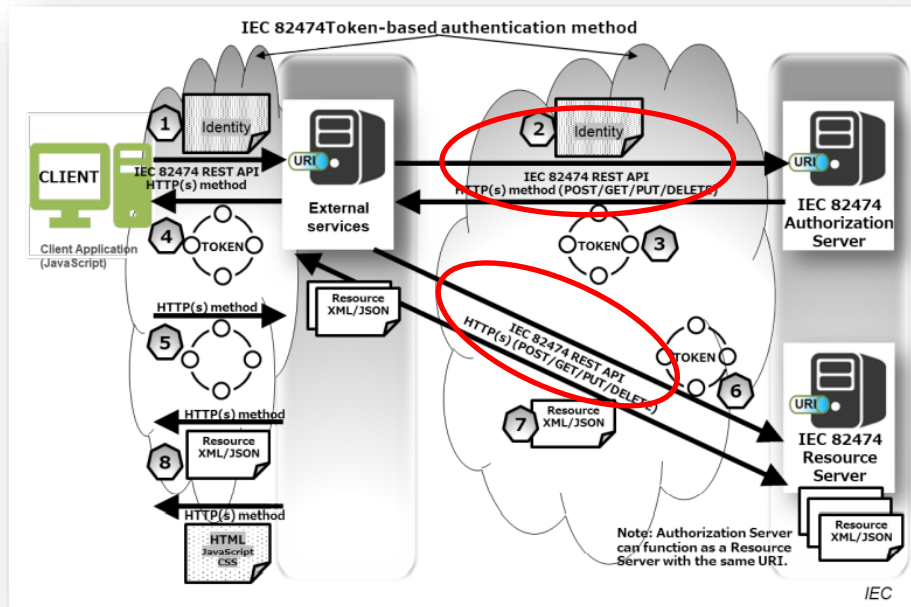 IEC 82474Token-based authentication method
1
Identity
2
Identity
URI
URI
CLIENT
IEC 82474 REST API
HTTP(s) method
IEC 82474 REST API
HTTP(s) method (POST/GET/PUT/DELETE)
External
services
IEC 82474
Authorization
Server
4
TOKEN
TOKEN
3
Client Application
(JavaScript)
HTTP(s) method
5
Resource
XML/JSON
IEC 82474 REST API
HTTP(s) (POST/GET/PUT/DELETE)
TOKEN
6
URI
HTTP(s) method
8
Resource
XML/JSON
7
Resource
XML/JSON
IEC 82474
Resource
Server
HTTP(s) method
HTML
JavaScript
CSS
Resource
XML/JSON
Note: Authorization Server
can function as a Resource
Server with the same URI.
IEC